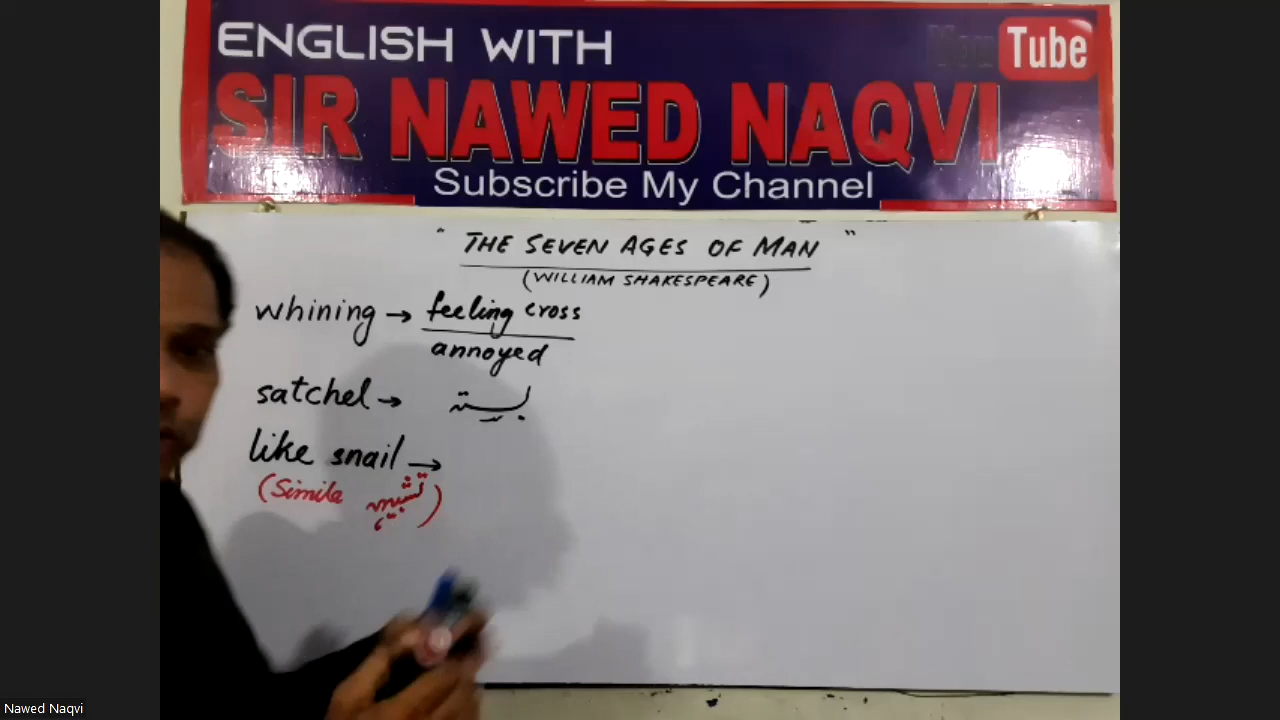 ENGLISH WITH
You Tube
SIR NAWED NAQVI
Subscribe My Channel
" THE SEVEN AGES OF MAN "
(WILLIAM SHAKESPEARE)
whining → feeling cross
annoyed
satchel → بستہ
like snail →
(Simile تشبیہ)
Nawed Naqvi